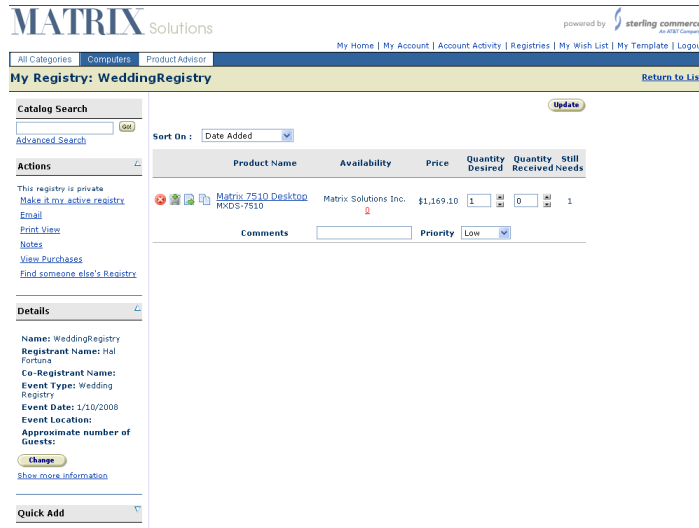 MATRIX Solutions
powered by sterling commerce
An AT&T Company
My Home | My Account | Account Activity | Registries | My Wish List | My Template |
All Categories Computers Product Advisor
My Registry: WeddingRegistry
Return to
Catalog Search
Go!
Advanced Search
Actions
This registry is private
Make it my active registry
Email
Print View
Notes
View Purchases
Find someone else's Registry
Details
Name: WeddingRegistry
Registrant Name: Hal
Fortuna
Co-Registrant Name:
Event Type: Wedding
Registry
Event Date: 1/10/2008
Event Location:
Approximate number of
Guests:
Change
Show more information
Quick Add
Update
Sort On : Date Added
Product Name Availability Price Quantity Desired Quantity Received Still Needs
Matrix 7510 Desktop Matrix Solutions Inc. $1,169.10 1 0 1
MXDS-7510 0
Comments Priority Low